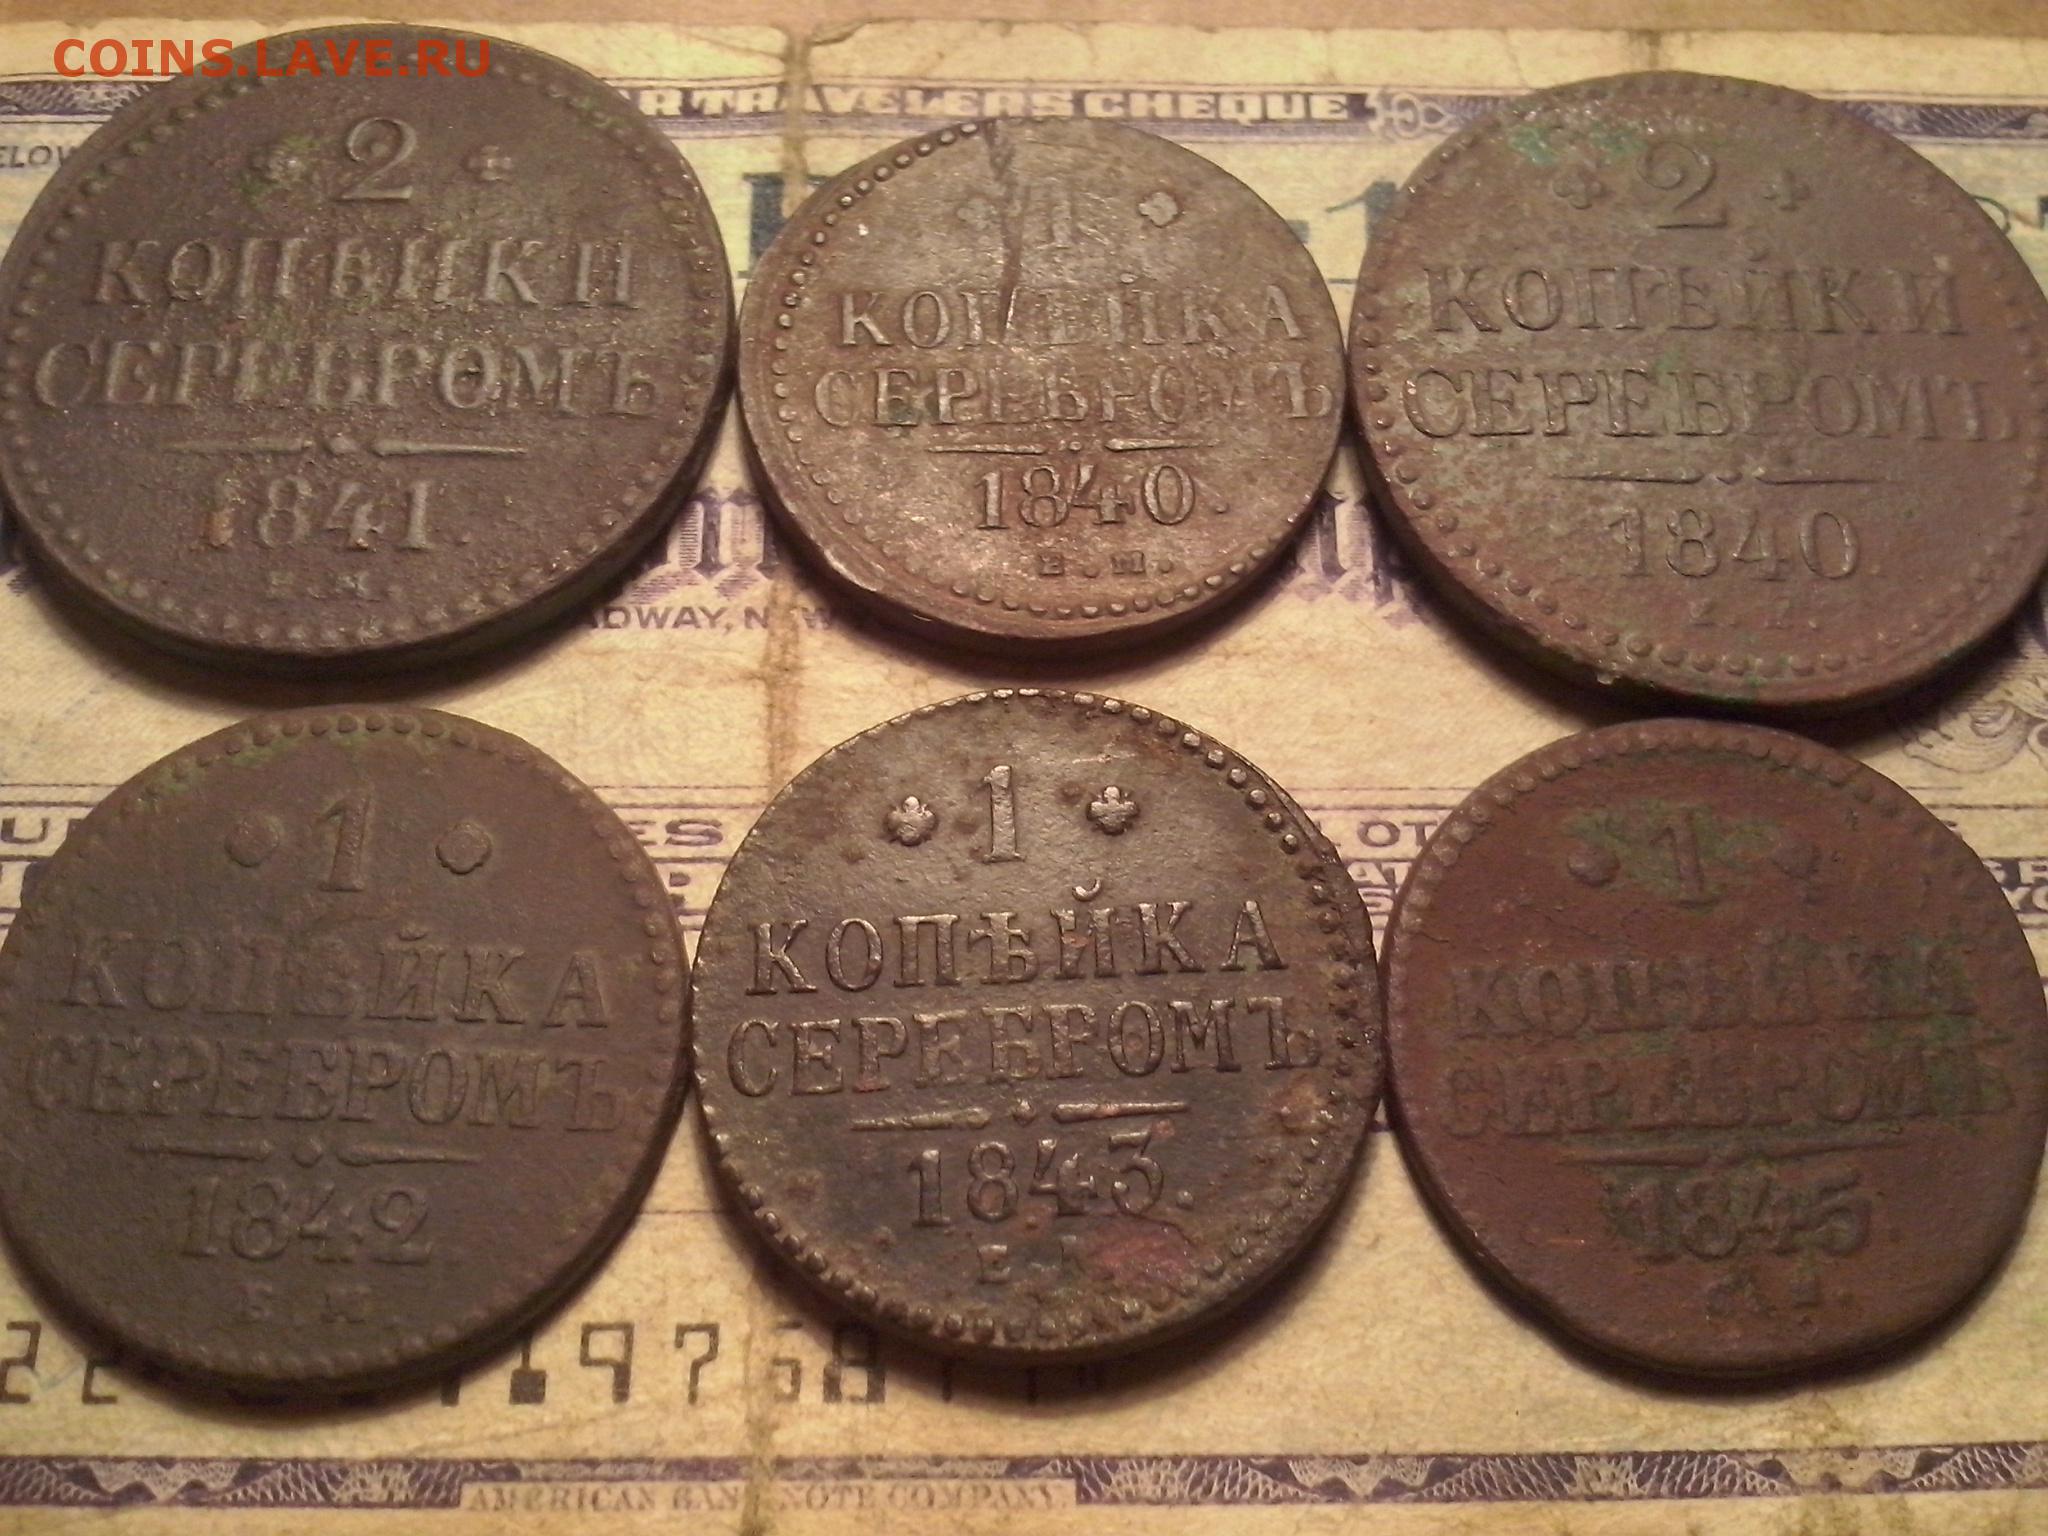 COINS.LAVE.RU
TRAVELERS CHEQUE
2
КОПѢЙКИ
СЕРЕБРОМЪ
1841.
Е М
1
КОПѢЙКА
СЕРЕБРОМЪ
1840.
Е.М.
2
КОПѢЙКИ
СЕРЕБРОМЪ
1840.
ADWAY, NEW
1
КОПѢЙКА
СЕРЕБРОМЪ
1842
Е М
1
КОПѢЙКА
СЕРЕБРОМЪ
1843.
Е
1
КОПѢЙКА
СЕРЕБРОМЪ
1845
AMERICAN BANK NOTE COMPANY.